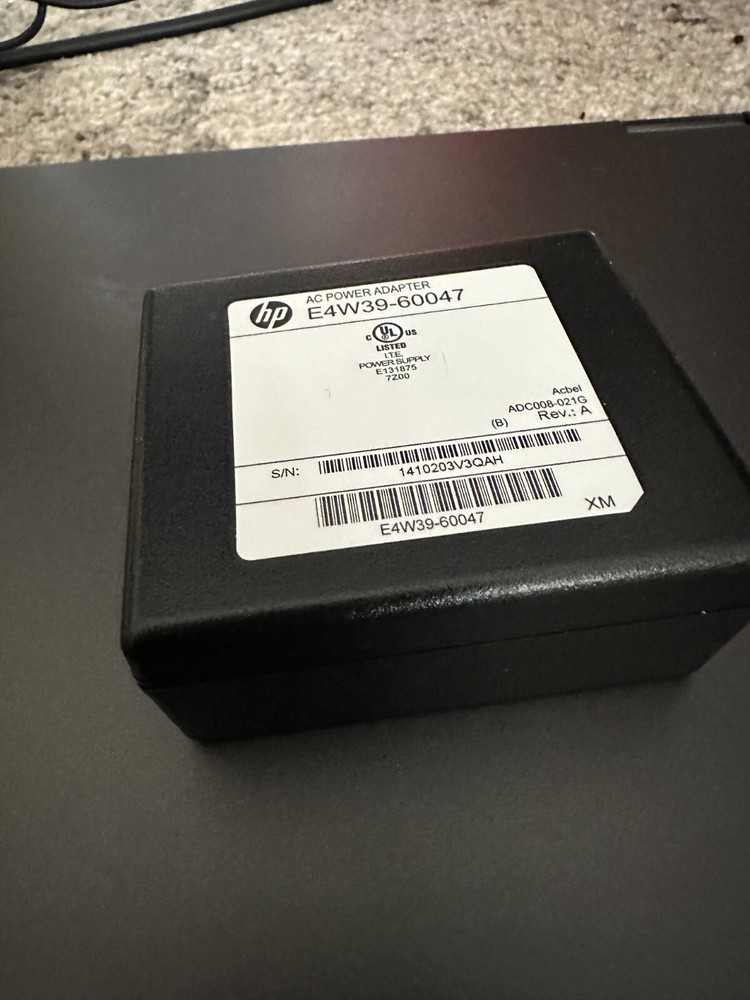 hp
AC POWER ADAPTER
E4W39-60047
C UL US
LISTED
I.T.E.
POWER SUPPLY
E131875
7Z00
Acbel
ADC008-021G
(B) Rev.: A
S/N: 1410203V3QAH
E4W39-60047
XM